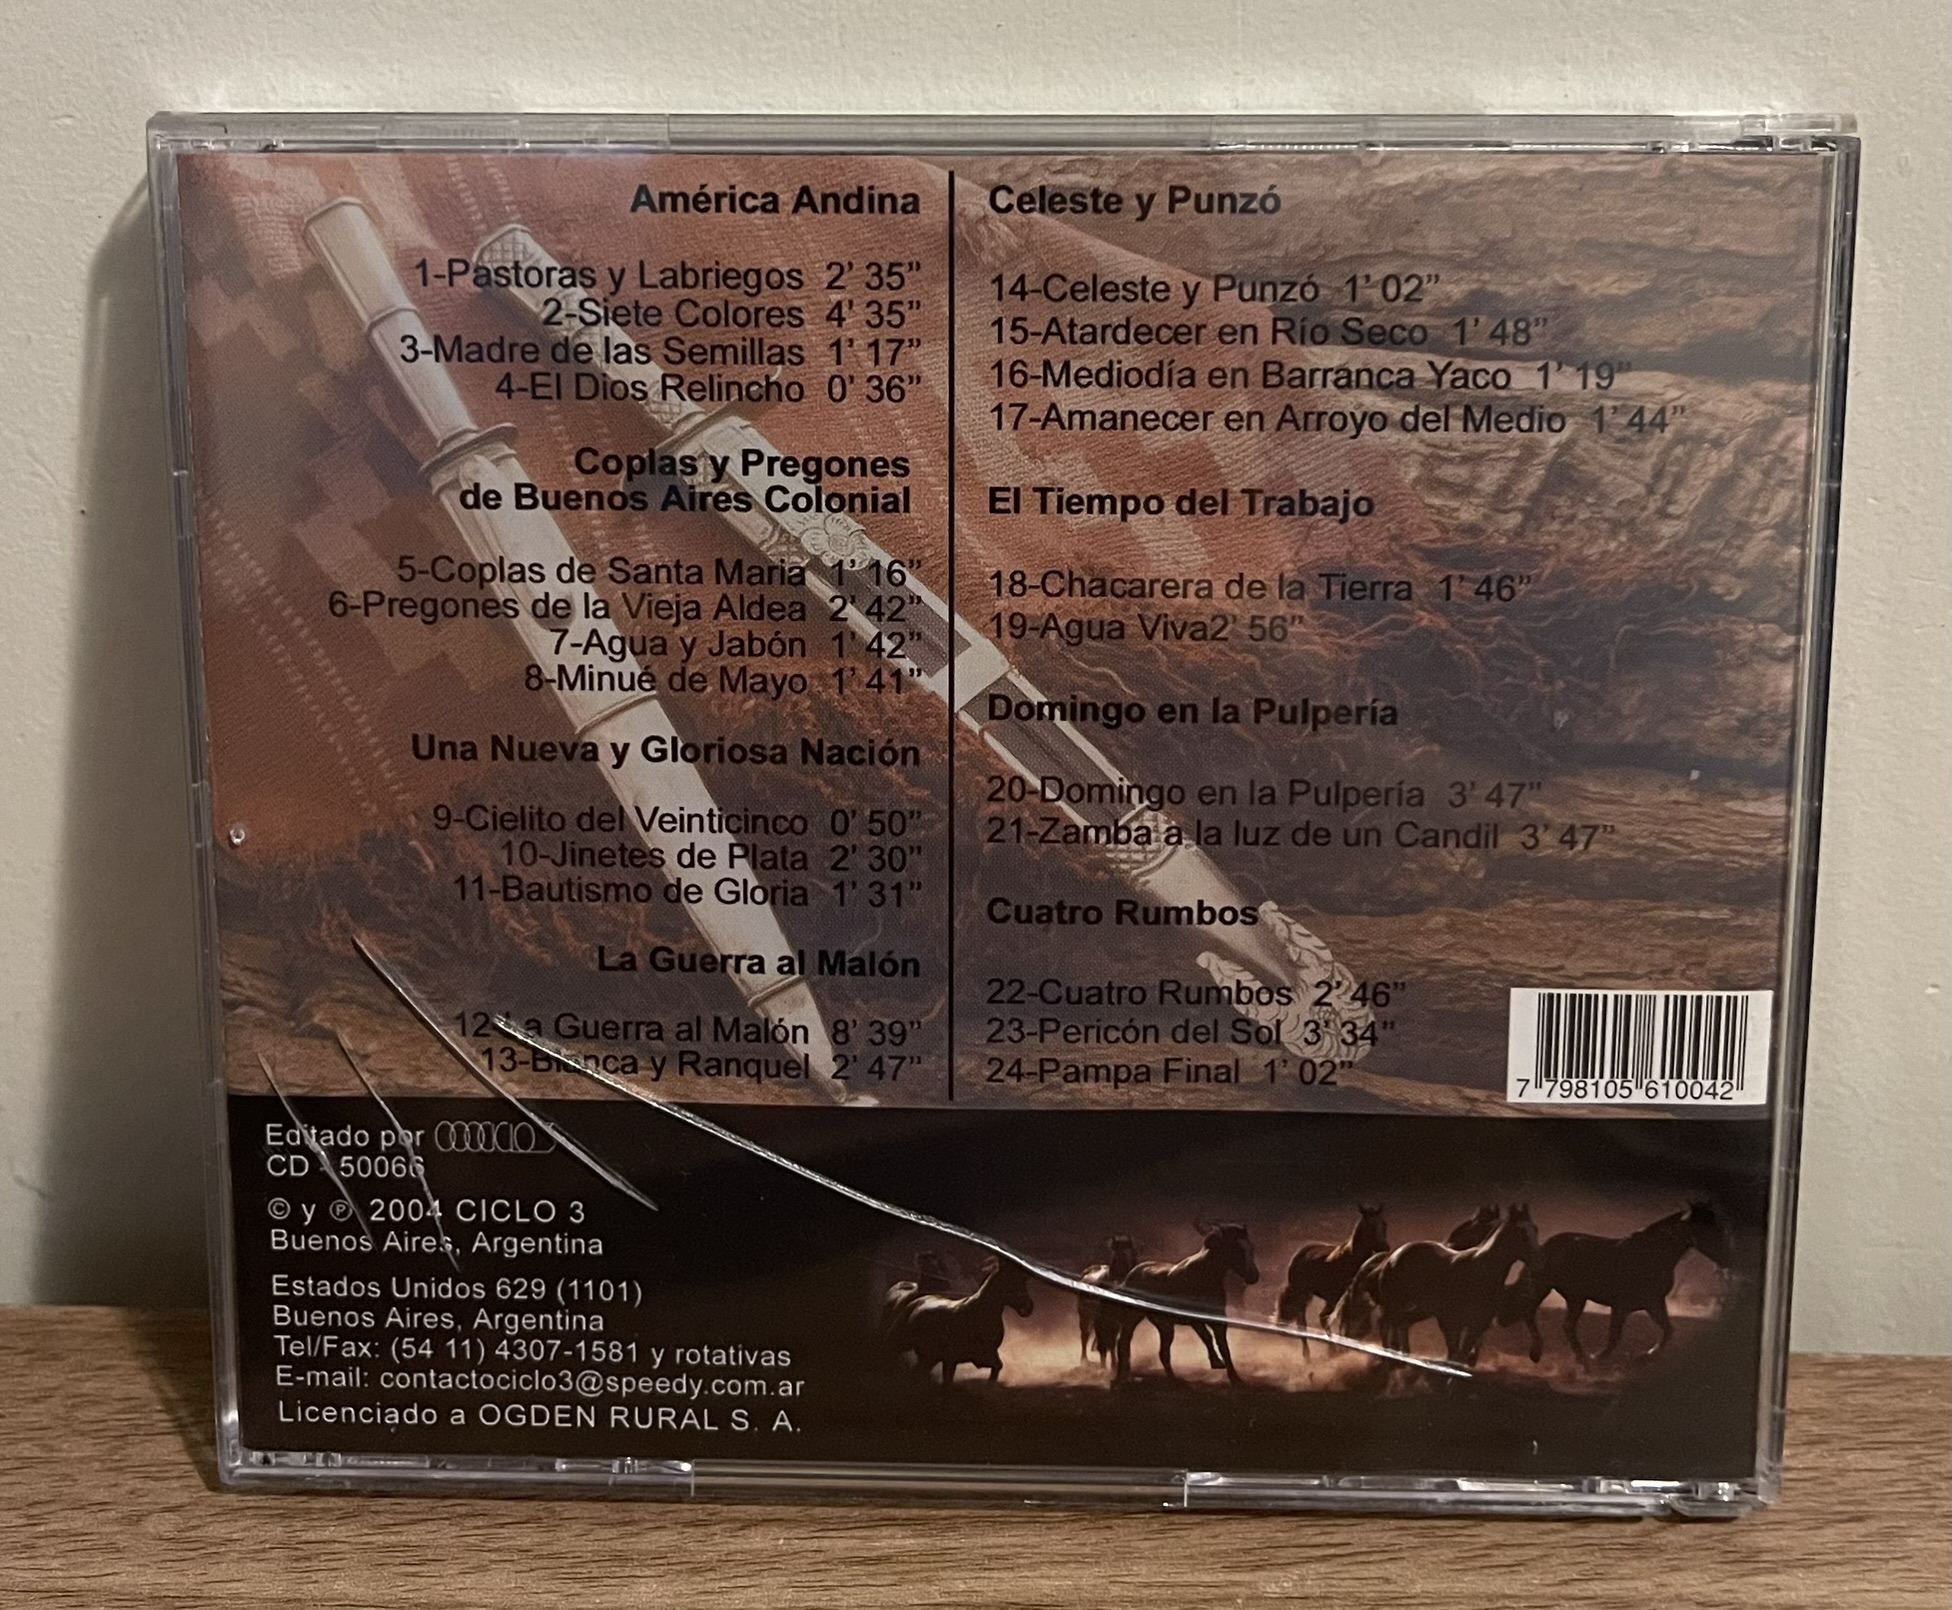 América Andina
1-Pastoras y Labriegos 2' 35"
2-Siete Colores 4' 35"
3-Madre de las Semillas 1' 17"
4-El Dios Relincho 0' 36"
Coplas y Pregones
de Buenos Aires Colonial
5-Coplas de Santa Maria 1' 16"
6-Pregones de la Vieja Aldea 2' 42"
7-Agua y Jabón 1' 42"
8-Minué de Mayo 1' 41"
Una Nueva y Gloriosa Nación
9-Cielito del Veinticinco 0' 50"
10-Jinetes de Plata 2' 30"
11-Bautismo de Gloria 1' 31"
La Guerra al Malón
12-La Guerra al Malón 8' 39"
13-Blanca y Ranquel 2' 47"
Celeste y Punzó
14-Celeste y Punzó 1' 02"
15-Atardecer en Río Seco 1' 48"
16-Mediodía en Barranca Yaco 1' 19"
17-Amanecer en Arroyo del Medio 1' 44"
El Tiempo del Trabajo
18-Chacarera de la Tierra 1' 46"
19-Agua Viva2' 56"
Domingo en la Pulpería
20-Domingo en la Pulpería 3' 47"
21-Zamba a la luz de un Candil 3' 47"
Cuatro Rumbos
22-Cuatro Rumbos 2' 46"
23-Pericón del Sol 3' 34"
24-Pampa Final 1' 02"
7 798105 610042
Editado por
CD - 50066
© y ℗ 2004 CICLO 3
Buenos Aires, Argentina
Estados Unidos 629 (1101)
Buenos Aires, Argentina
Tel/Fax: (54 11) 4307-1581 y rotativas
E-mail: contactociclo3@speedy.com.ar
Licenciado a OGDEN RURAL S. A.